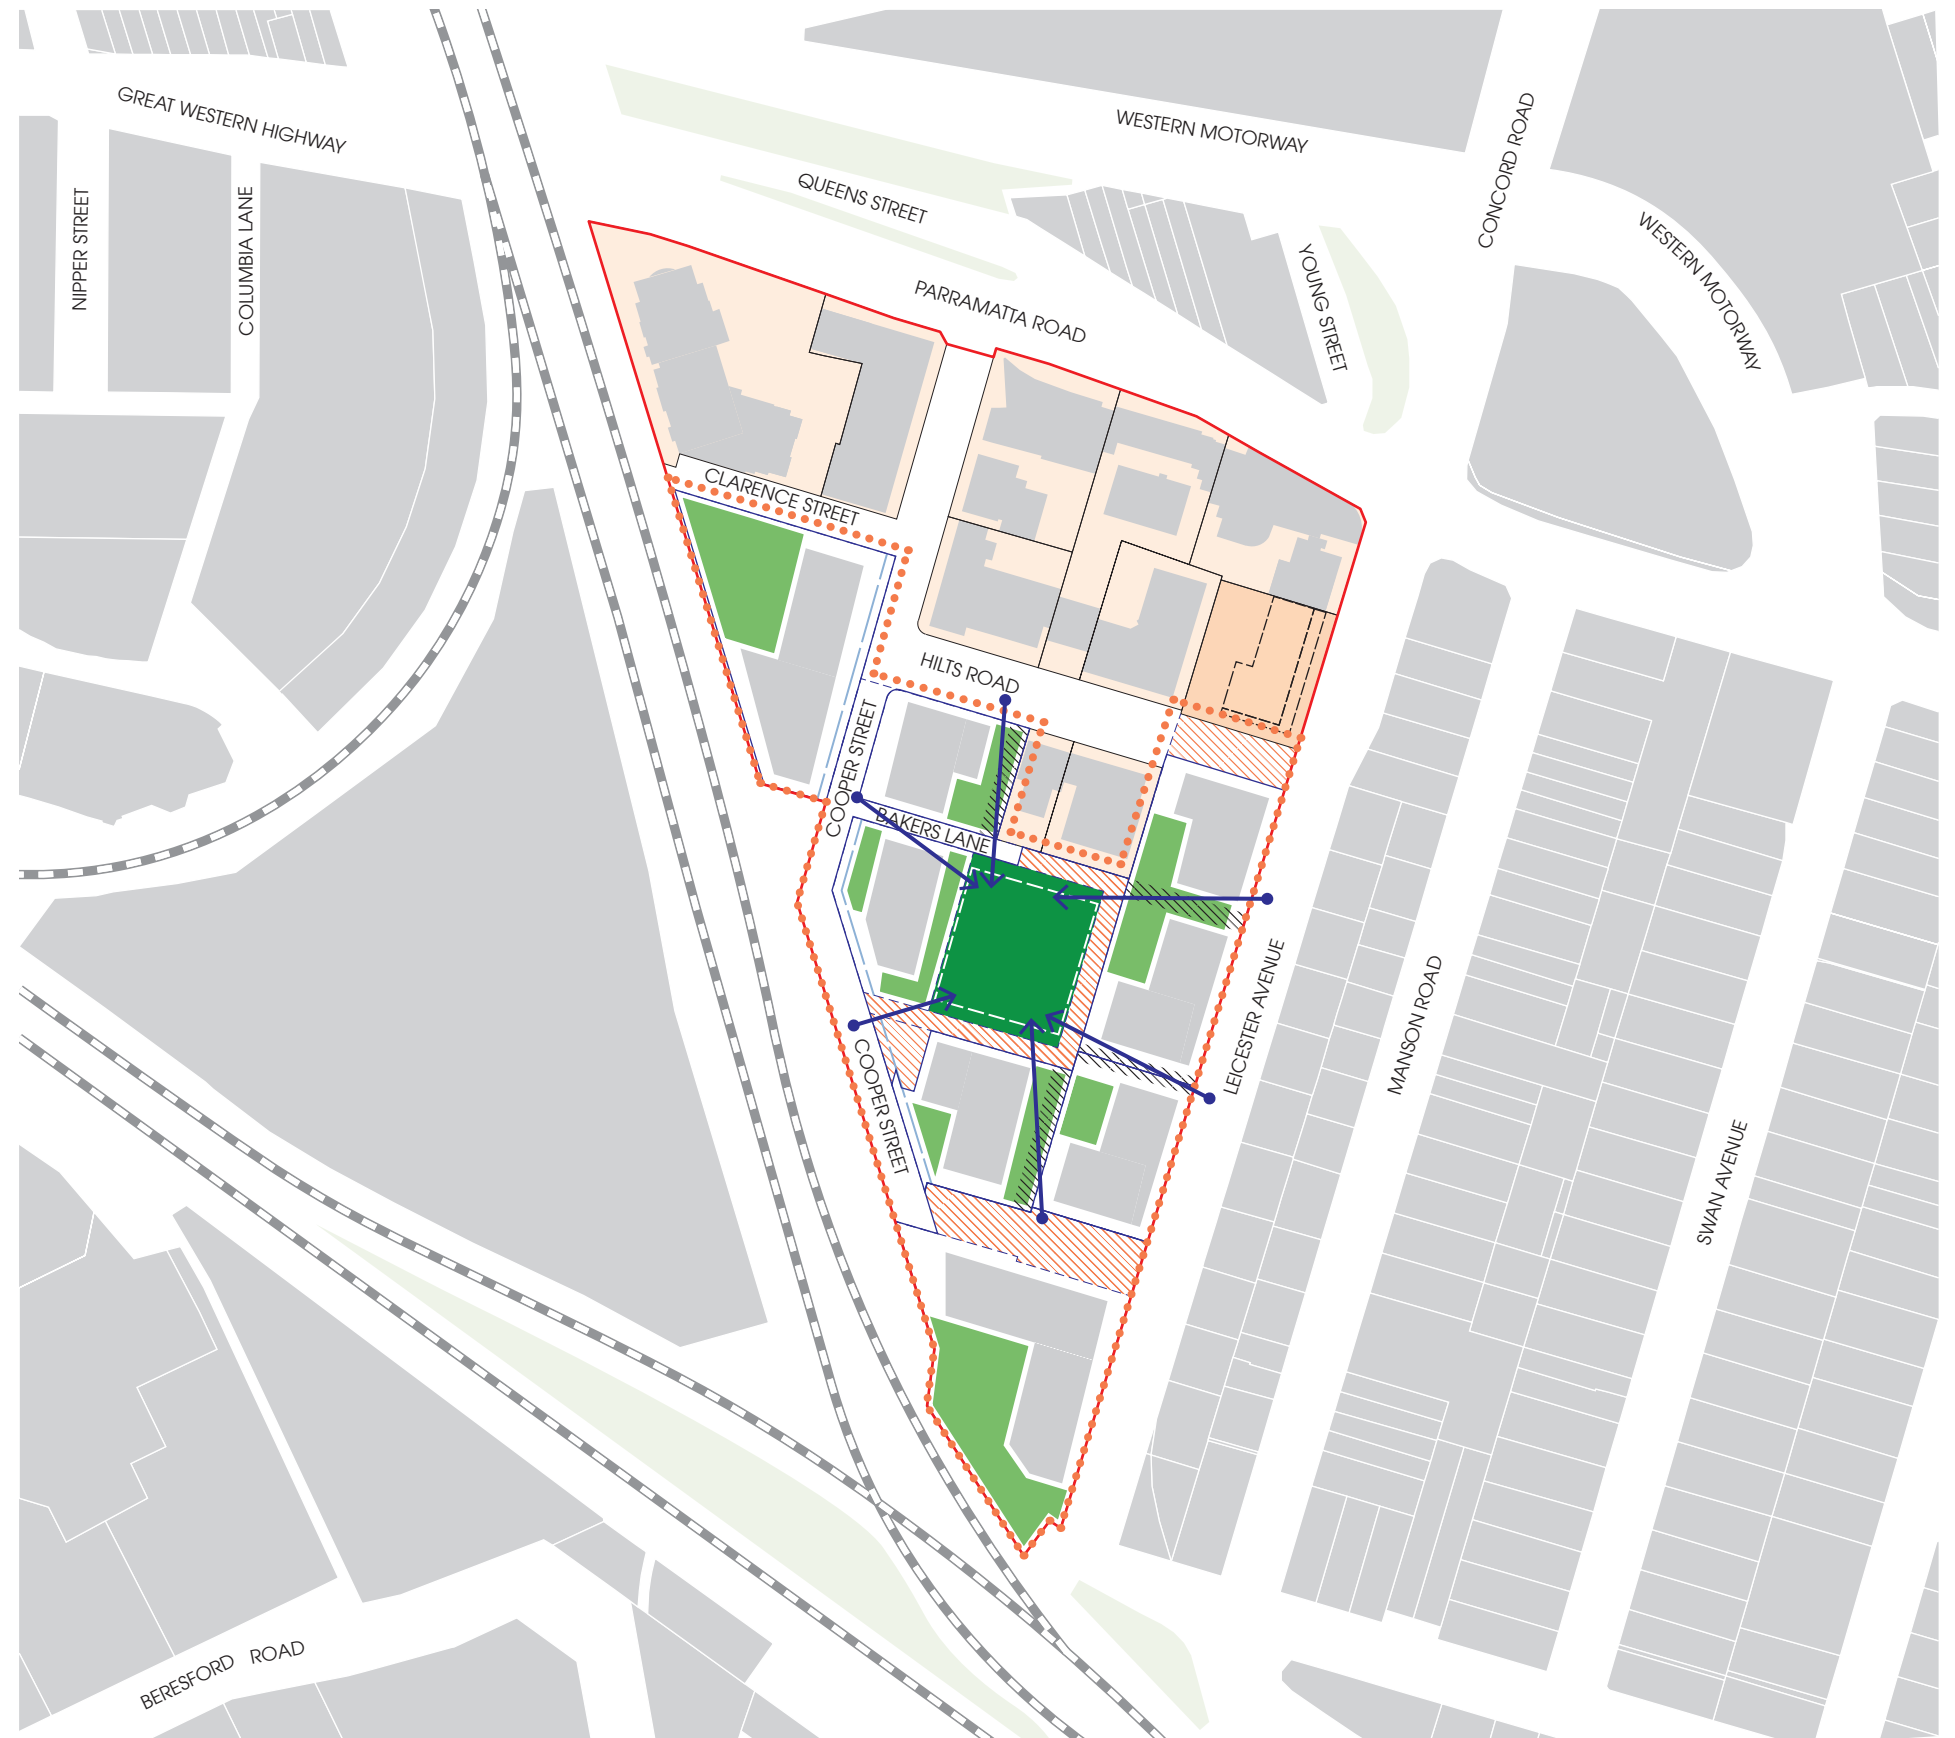 GREAT WESTERN HIGHWAY
WESTERN MOTORWAY
CONCORD ROAD
QUEENS STREET
NIPPER STREET
COLUMBIA LANE
WESTERN MOTORWAY
YOUNG STREET
PARRAMATTA ROAD
CLARENCE STREET
HILTS ROAD
COOPER STREET
BAKERS LANE
LEICESTER AVENUE
MANSON ROAD
COOPER STREET
SWAN AVENUE
BERESFORD ROAD